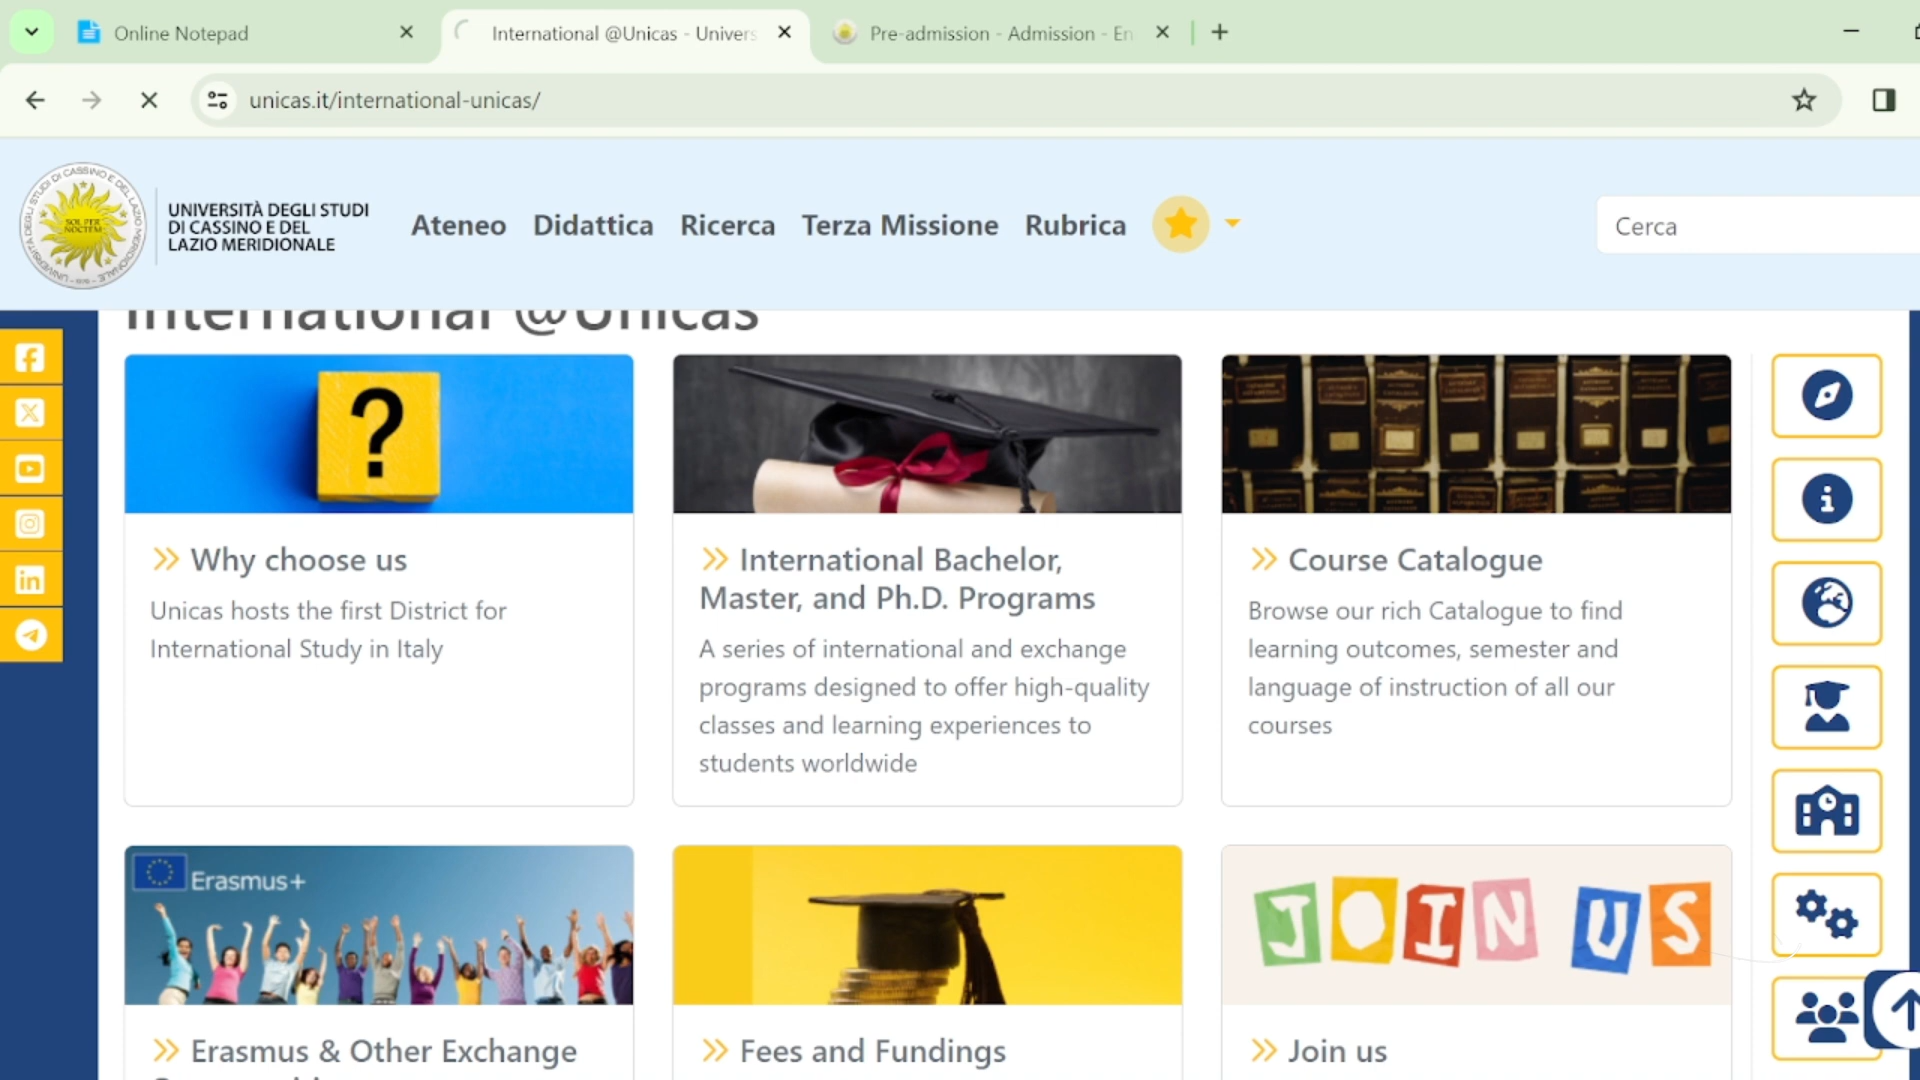 Online Notepad
International @Unicas - Univers
Pre-admission - Admission - En
unicas.it/international-unicas/
UNIVERSITÀ DEGLI STUDI
DI CASSINO E DEL
LAZIO MERIDIONALE
SOL PER
NOCTEM
Ateneo
Didattica
Ricerca
Terza Missione
Rubrica
Cerca
International @Unicas
Why choose us
Unicas hosts the first District for
International Study in Italy
International Bachelor,
Master, and Ph.D. Programs
A series of international and exchange
programs designed to offer high-quality
classes and learning experiences to
students worldwide
Course Catalogue
Browse our rich Catalogue to find
learning outcomes, semester and
language of instruction of all our
courses
Erasmus+
JOIN US
Erasmus & Other Exchange
Fees and Fundings
Join us